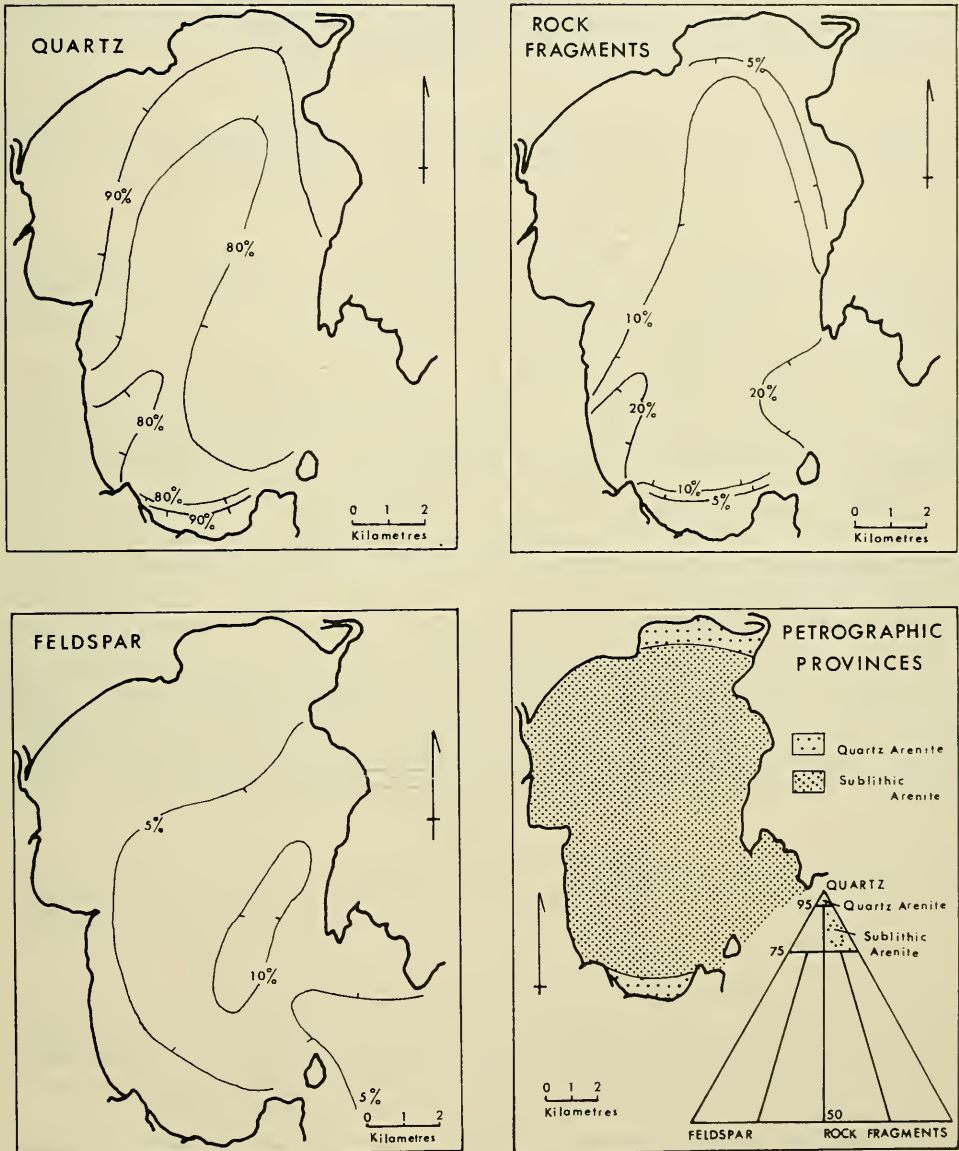 QUARTZ
90%
80%
80%
80%
90%
0 1 2
Kilometres
ROCK
FRAGMENTS
5%
10%
20%
20%
10%
5%
0 1 2
Kilometres
FELDSPAR
5%
10%
5%
0 1 2
Kilometres
PETROGRAPHIC
PROVINCES
Quartz Arenite
Sublithic
Arenite
QUARTZ
95
Quartz Arenite
Sublithic
Arenite
75
50
FELDSPAR
ROCK FRAGMENTS
0 1 2
Kilometres